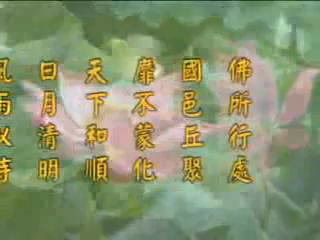 佛所行處
國邑丘聚
靡不蒙化
天下和順
日月清明
風雨以時